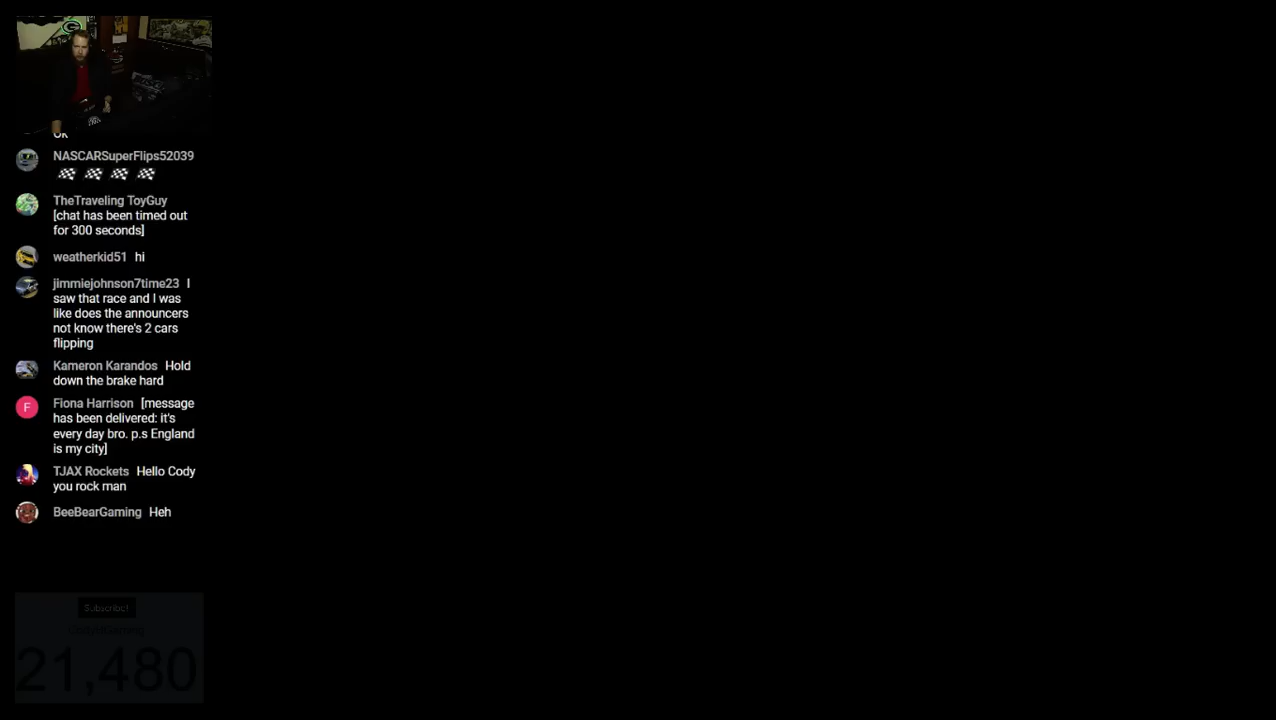 OK
NASCARSuperFlips52039
TheTraveling ToyGuy
[chat has been timed out
for 300 seconds]
weatherkid51 hi
jimmiejohnson7time23 I
saw that race and I was
like does the announcers
not know there's 2 cars
flipping
Kameron Karandos Hold
down the brake hard
Fiona Harrison [message
has been delivered: it's
every day bro. p.s England
is my city]
TJAX Rockets Hello Cody
you rock man
BeeBearGaming Heh
Subscribe!
21,480